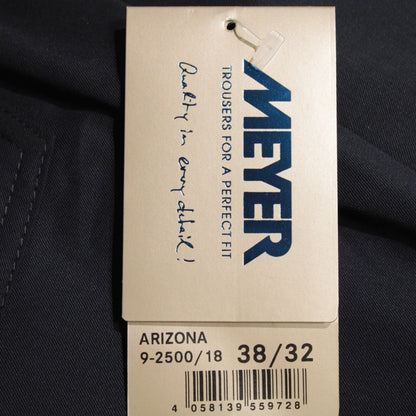 MEYER
TROUSERS FOR A PERFECT FIT
Quality in every detail!
ARIZONA
9-2500/18 38/32
4 058139 559728